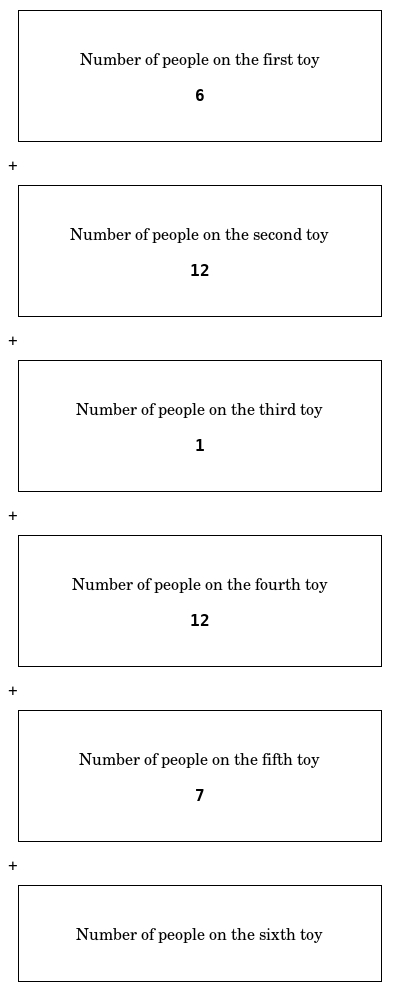 Number of people on the first toy
6
+
Number of people on the second toy
12
+
Number of people on the third toy
1
+
Number of people on the fourth toy
12
+
Number of people on the fifth toy
7
+
Number of people on the sixth toy